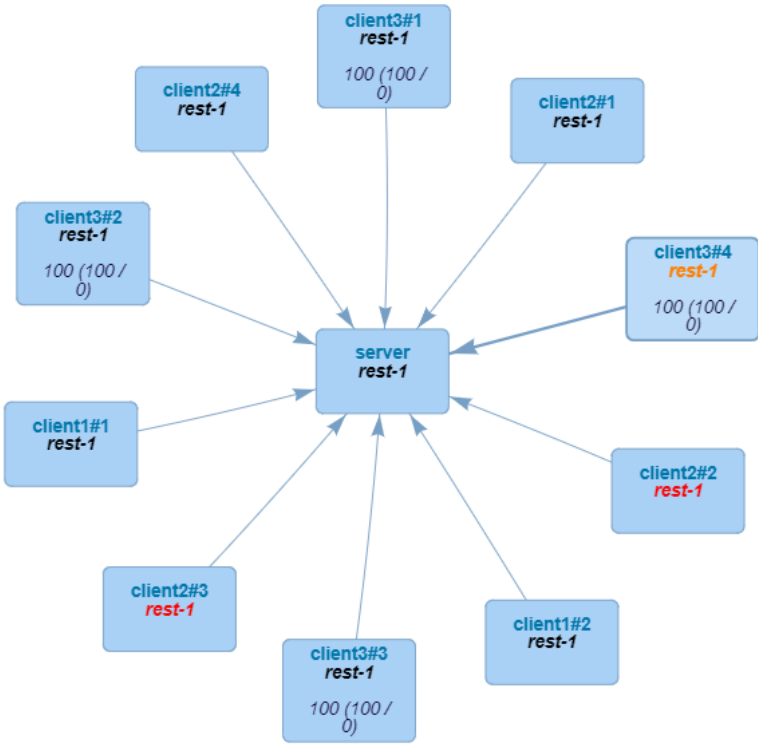 client3#1
rest-1
100 (100 /
0)
client2#4
rest-1
client2#1
rest-1
client3#2
rest-1
100 (100 /
0)
client3#4
rest-1
100 (100 /
0)
server
rest-1
client1#1
rest-1
client2#2
rest-1
client2#3
rest-1
client1#2
rest-1
client3#3
rest-1
100 (100 /
0)